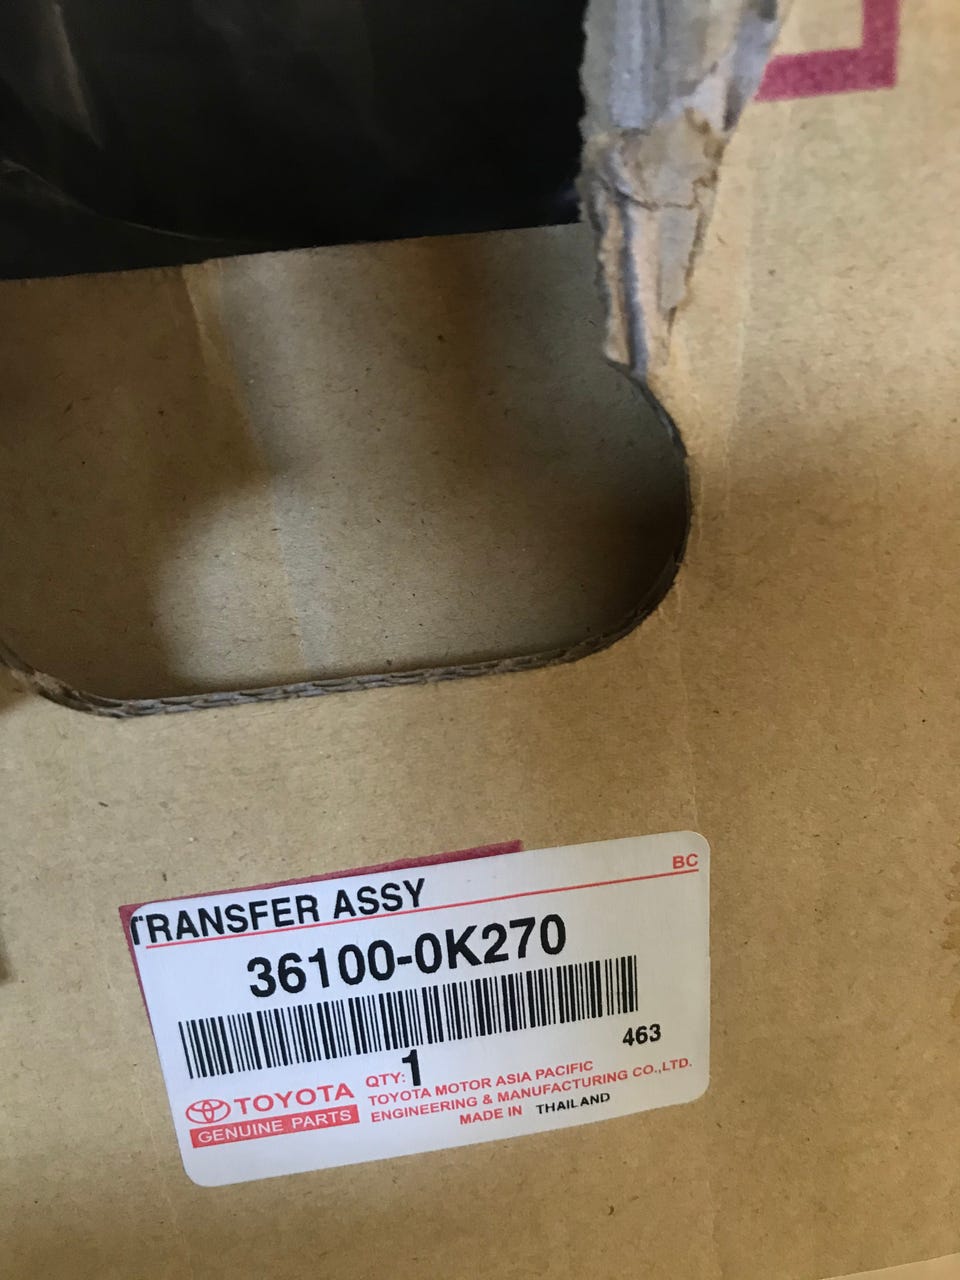 BC
TRANSFER ASSY
36100-0K270
463
QTY: 1
TOYOTA
GENUINE PARTS
TOYOTA MOTOR ASIA PACIFIC
ENGINEERING & MANUFACTURING CO.,LTD.
MADE IN THAILAND